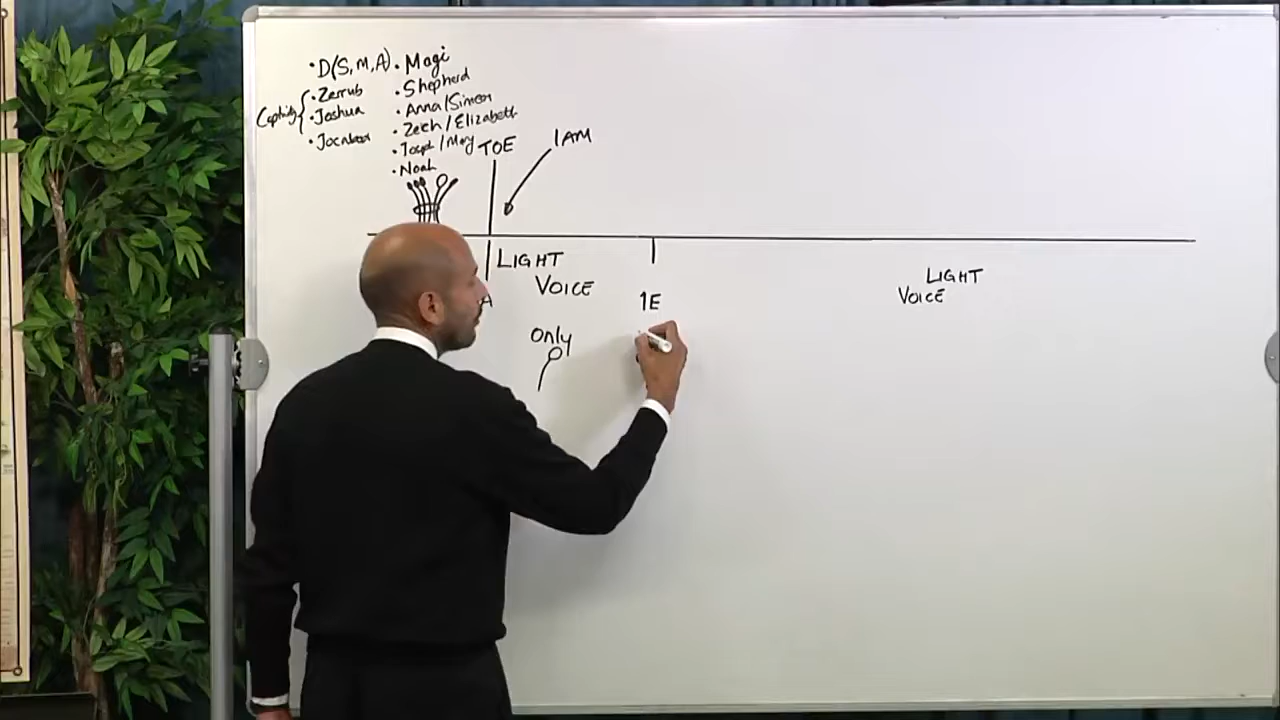 • D(S, M, A)
Captivity { • Zerrub
• Joshua
• Magi
• Shepherd
• Anna/Simeon
• Zech/Elizabeth
• Joseph/Mary
• Noah
TOE
I AM
LIGHT
VOICE
A
1E
Only
LIGHT
VOICE